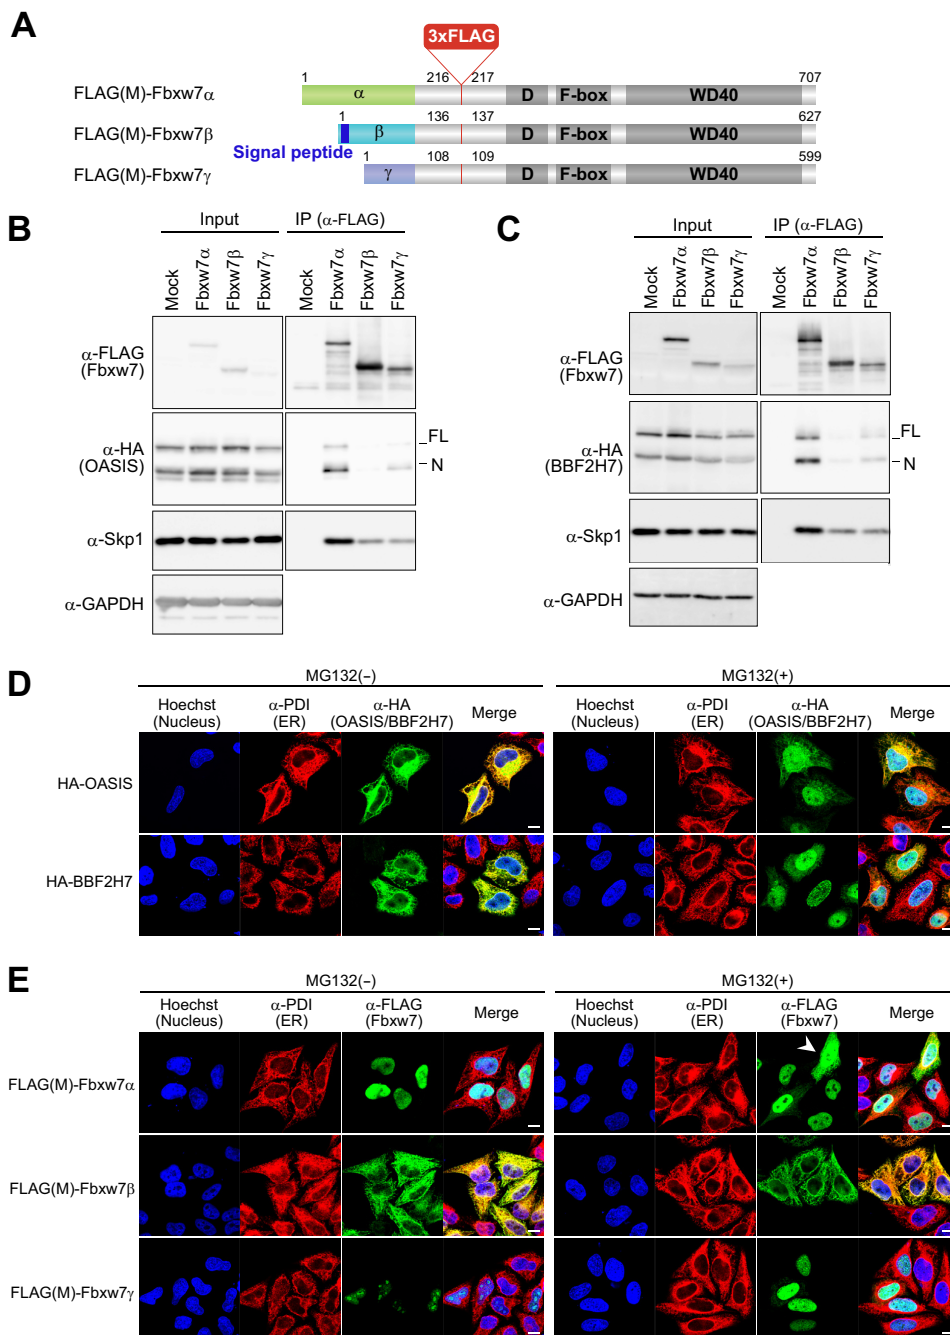 A
3xFLAG
1 216 217 707
FLAG(M)-Fbxw7α α D F-box WD40
1 136 137 627
FLAG(M)-Fbxw7β β D F-box WD40
Signal peptide
1 108 109 599
FLAG(M)-Fbxw7γ γ D F-box WD40
B
Input IP (α-FLAG)
Mock Fbxw7α Fbxw7β Fbxw7γ Mock Fbxw7α Fbxw7β Fbxw7γ
α-FLAG
(Fbxw7)
α-HA
(OASIS)
FL
N
α-Skp1
α-GAPDH
C
Input IP (α-FLAG)
Mock Fbxw7α Fbxw7β Fbxw7γ Mock Fbxw7α Fbxw7β Fbxw7γ
α-FLAG
(Fbxw7)
α-HA
(BBF2H7)
FL
N
α-Skp1
α-GAPDH
D
MG132(−) MG132(+)
Hoechst α-PDI α-HA Merge Hoechst α-PDI α-HA Merge
(Nucleus) (ER) (OASIS/BBF2H7) (Nucleus) (ER) (OASIS/BBF2H7)
HA-OASIS
HA-BBF2H7
E
MG132(−) MG132(+)
Hoechst α-PDI α-FLAG Merge Hoechst α-PDI α-FLAG Merge
(Nucleus) (ER) (Fbxw7) (Nucleus) (ER) (Fbxw7)
FLAG(M)-Fbxw7α
FLAG(M)-Fbxw7β
FLAG(M)-Fbxw7γ